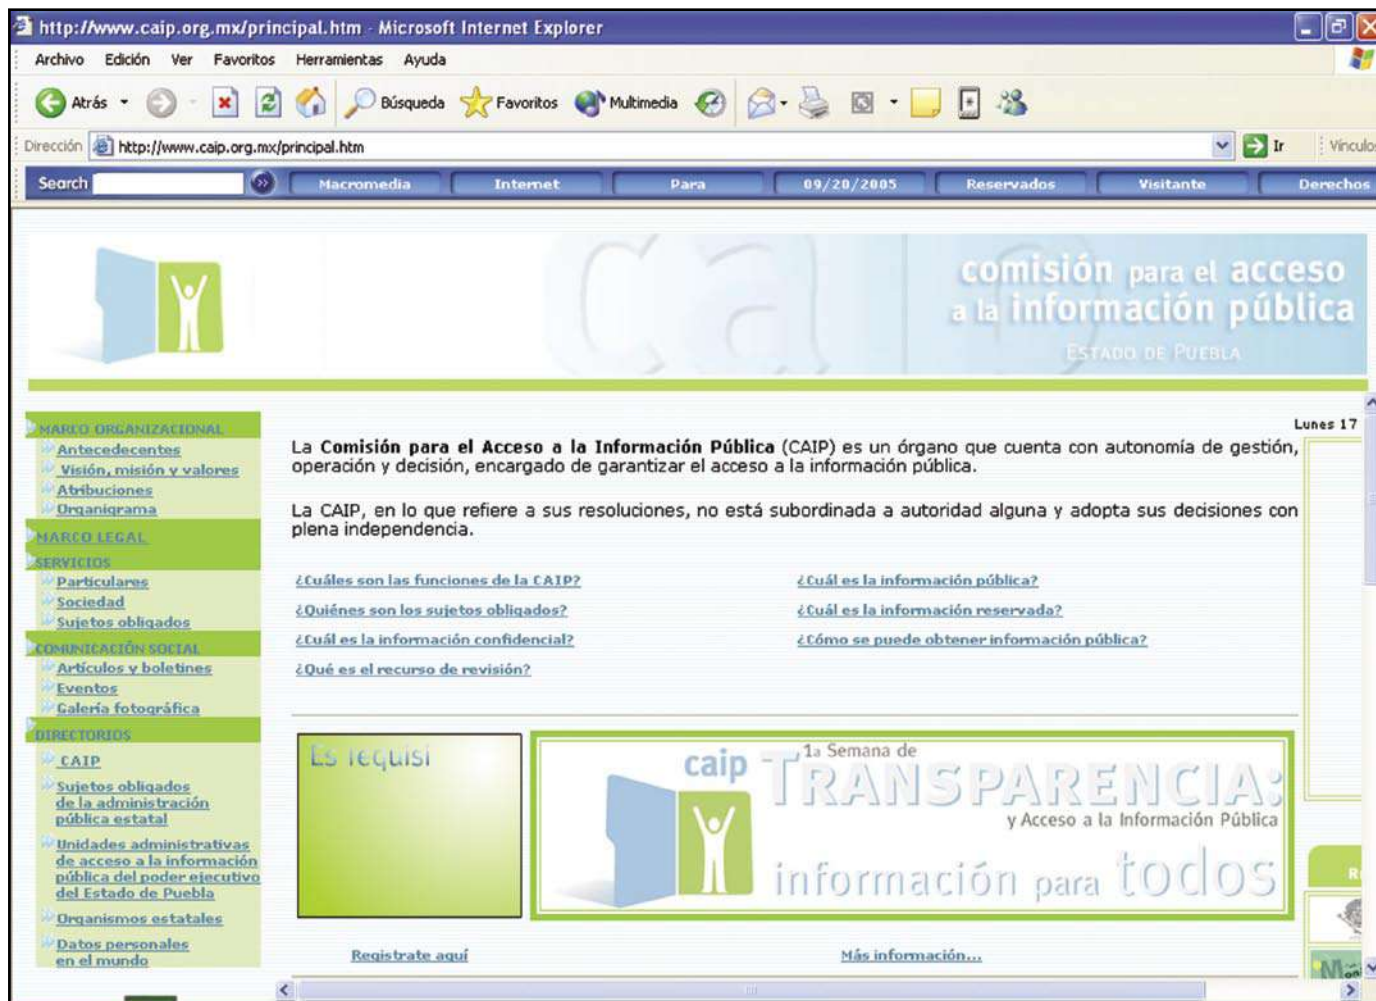 http://www.caip.org.mx/principal.htm - Microsoft Internet Explorer
Archivo Edición Ver Favoritos Herramientas Ayuda
Atrás Búsqueda Favoritos Multimedia
Dirección http://www.caip.org.mx/principal.htm Ir Vínculos
Search Macromedia Internet Para 09/20/2005 Reservados Visitante Derechos
caip
comisión para el acceso
a la información pública
ESTADO DE PUEBLA
MARCO ORGANIZACIONAL
Antecedecentes
Visión, misión y valores
Atribuciones
Organigrama
MARCO LEGAL
SERVICIOS
Particulares
Sociedad
Sujetos obligados
COMUNICACIÓN SOCIAL
Artículos y boletines
Eventos
Galería fotográfica
DIRECTORIOS
CAIP
Sujetos obligados
de la administración
pública estatal
Unidades administrativas
de acceso a la información
pública del poder ejecutivo
del Estado de Puebla
Organismos estatales
Datos personales
en el mundo
Lunes 17
La Comisión para el Acceso a la Información Pública (CAIP) es un órgano que cuenta con autonomía de gestión,
operación y decisión, encargado de garantizar el acceso a la información pública.
La CAIP, en lo que refiere a sus resoluciones, no está subordinada a autoridad alguna y adopta sus decisiones con
plena independencia.
¿Cuáles son las funciones de la CAIP? ¿Cuál es la información pública?
¿Quiénes son los sujetos obligados? ¿Cuál es la información reservada?
¿Cuál es la información confidencial? ¿Cómo se puede obtener información pública?
¿Qué es el recurso de revisión?
Es requisi
caip
1a Semana de
TRANSPARENCIA:
y Acceso a la Información Pública
información para todos
Registrate aquí Más información...